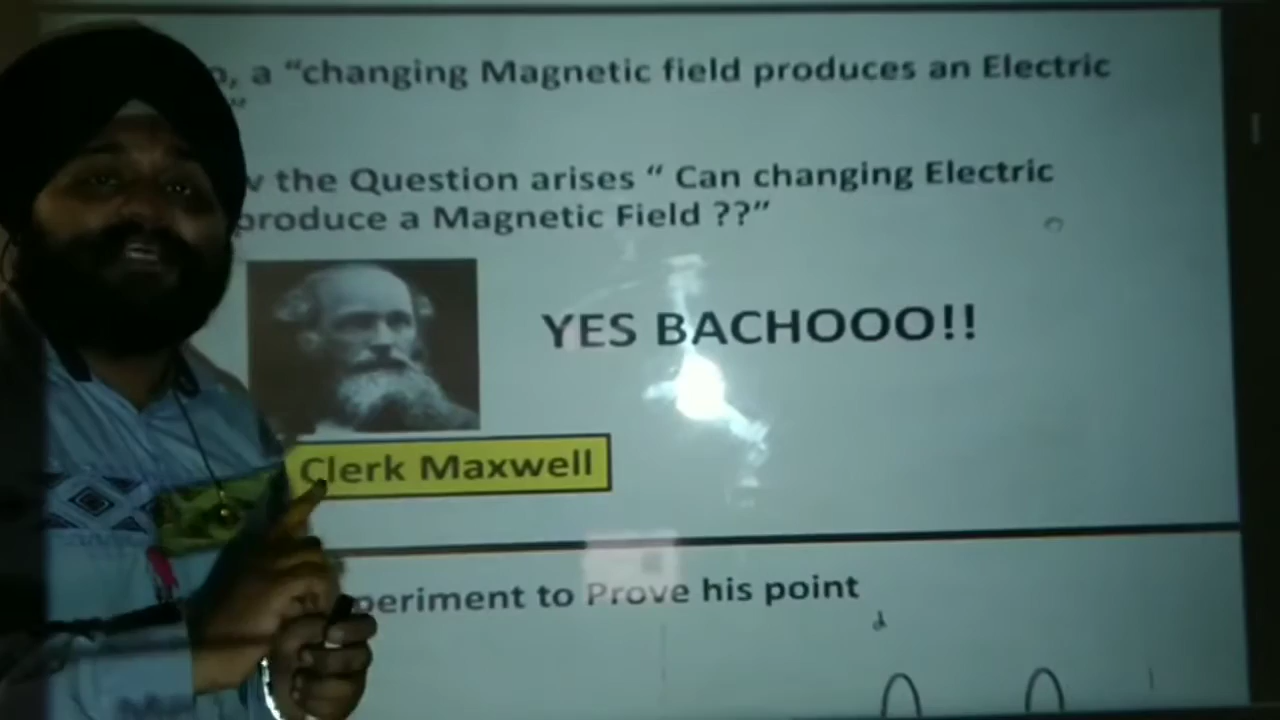 a “changing Magnetic field produces an Electric
”
the Question arises “ Can changing Electric
produce a Magnetic Field ??”
YES BACHOOO!!
Clerk Maxwell
to Prove his point